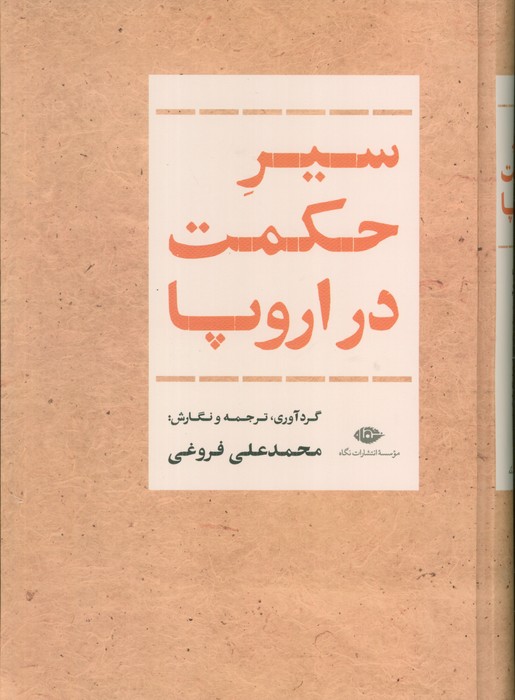 سیرِ
حکمت
در اروپا
گردآوری، ترجمه و نگارش:
محمدعلی فروغی
مؤسسهٔ انتشارات نگاه